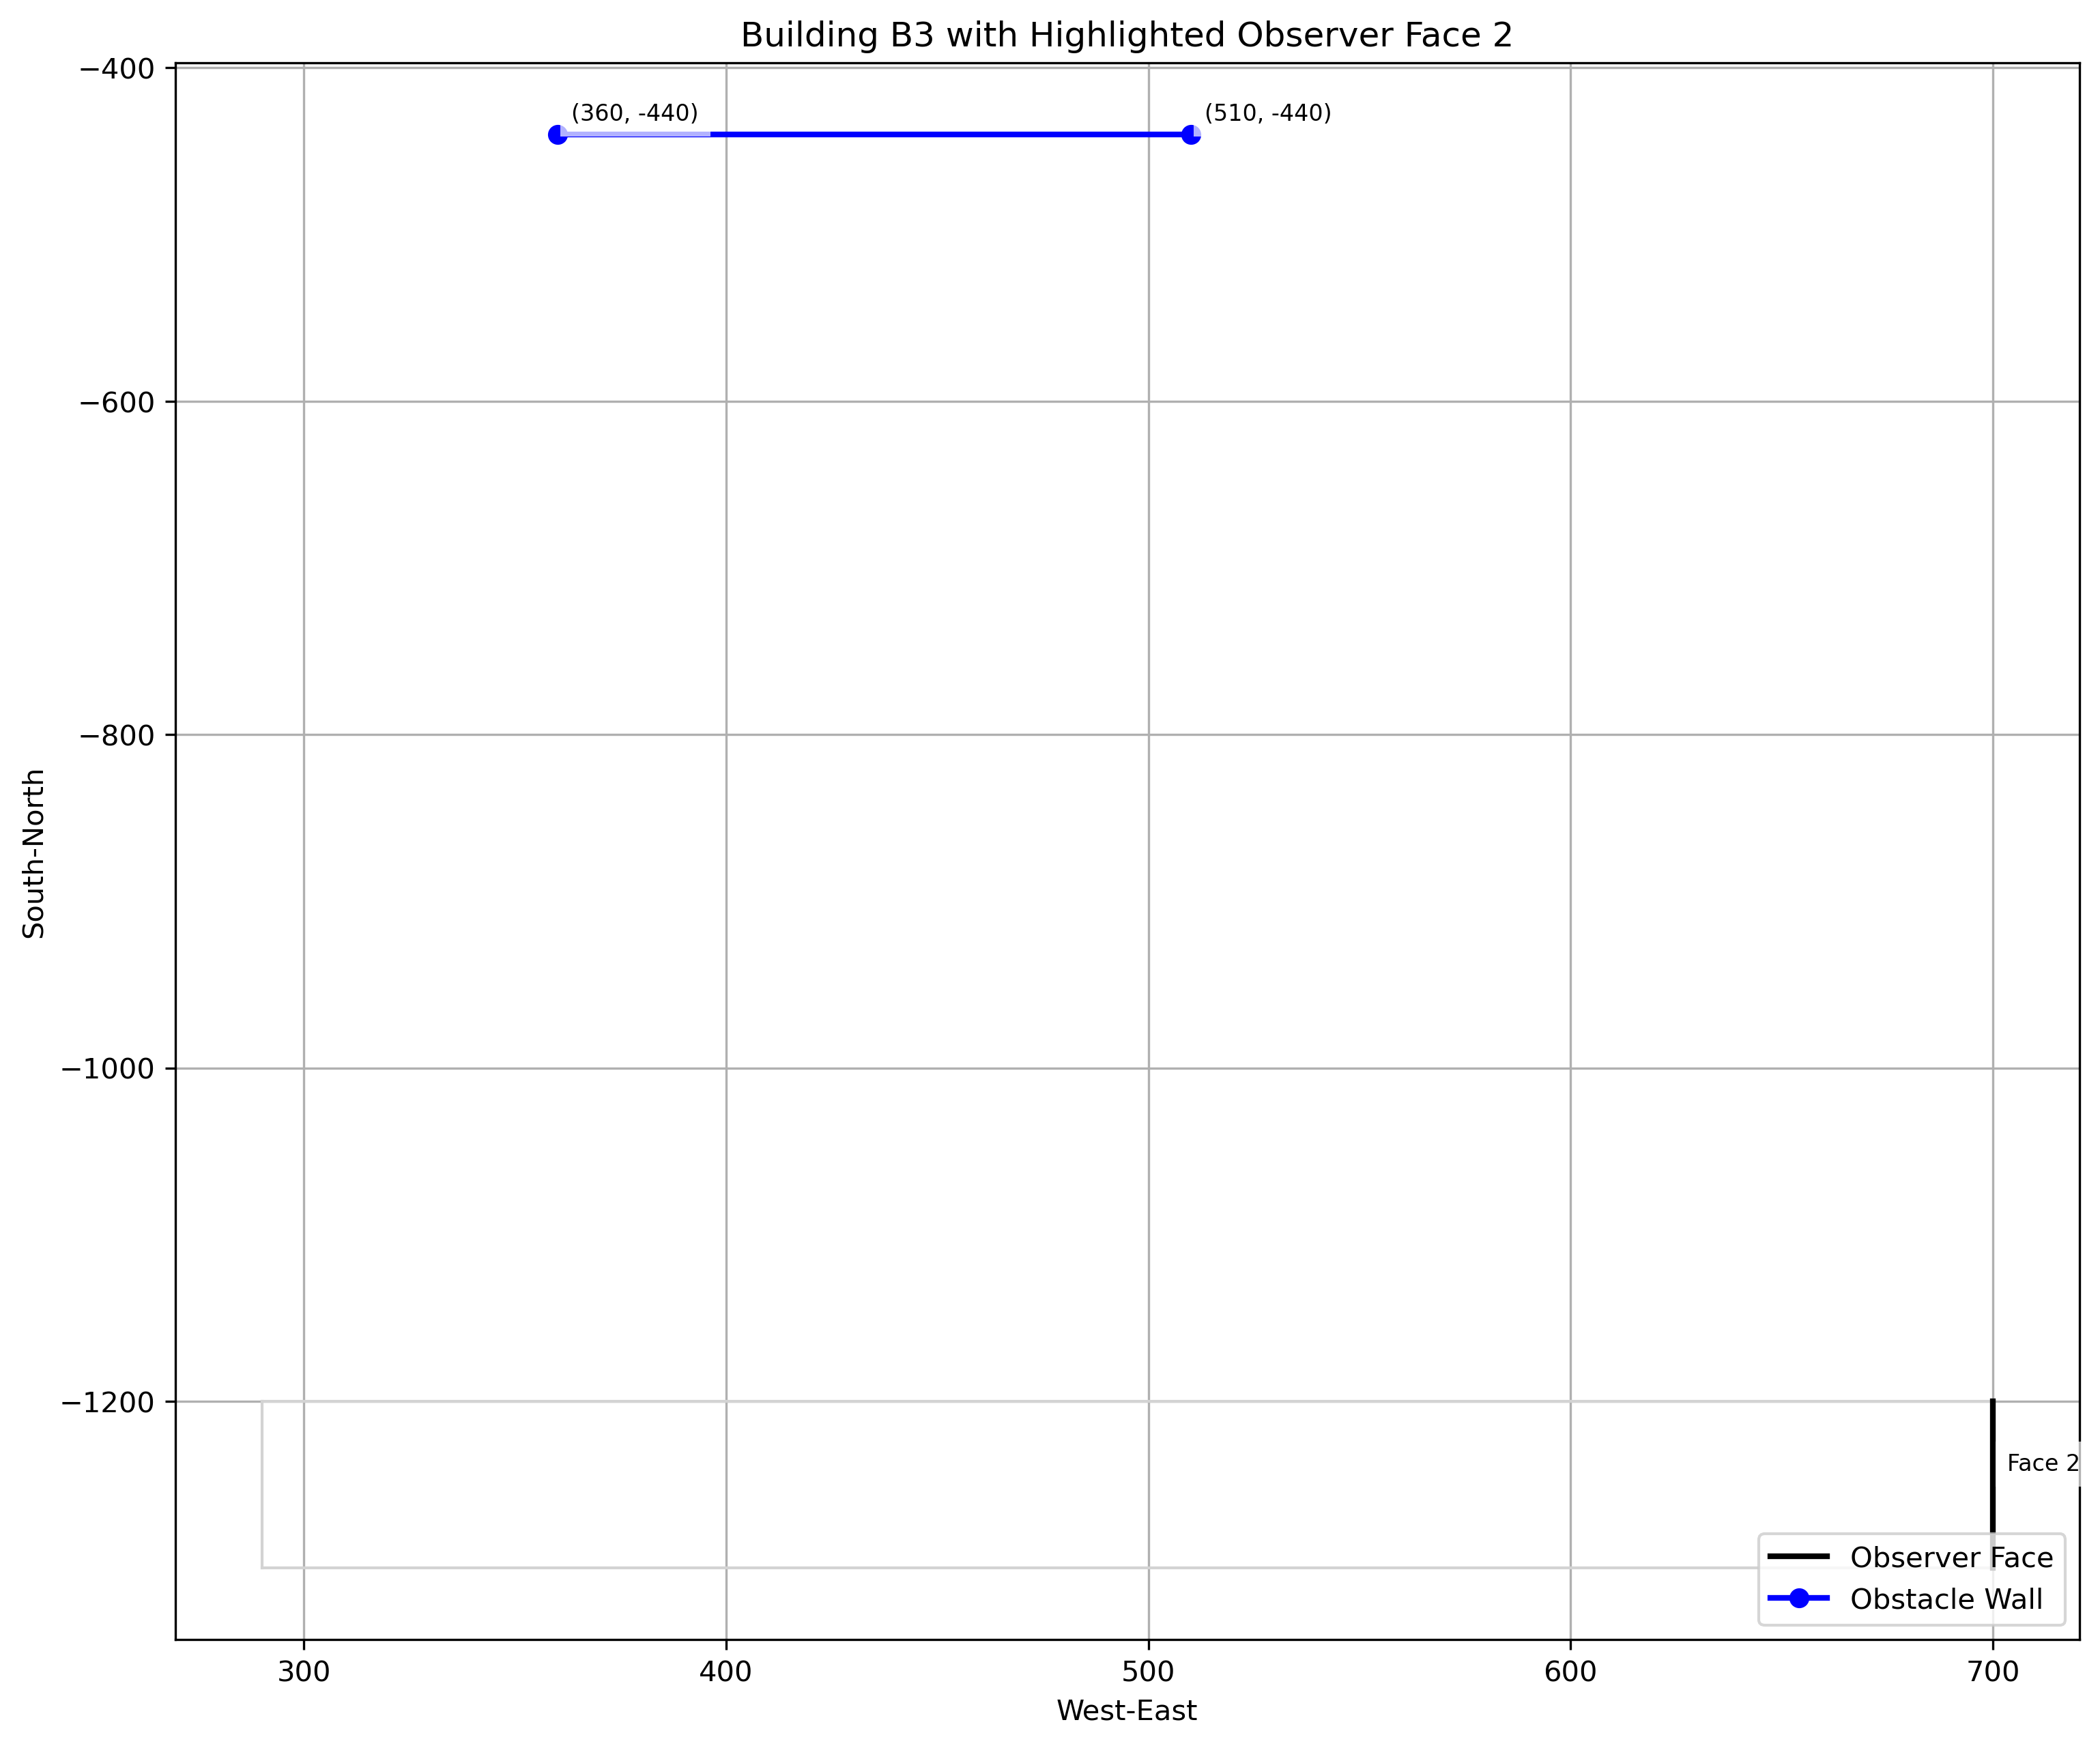 Building B3 with Highlighted Observer Face 2
−400
(360, -440)
(510, -440)
−600
−800
South-North
−1000
−1200
Face 2
Observer Face
Obstacle Wall
300
400
500
600
700
West-East